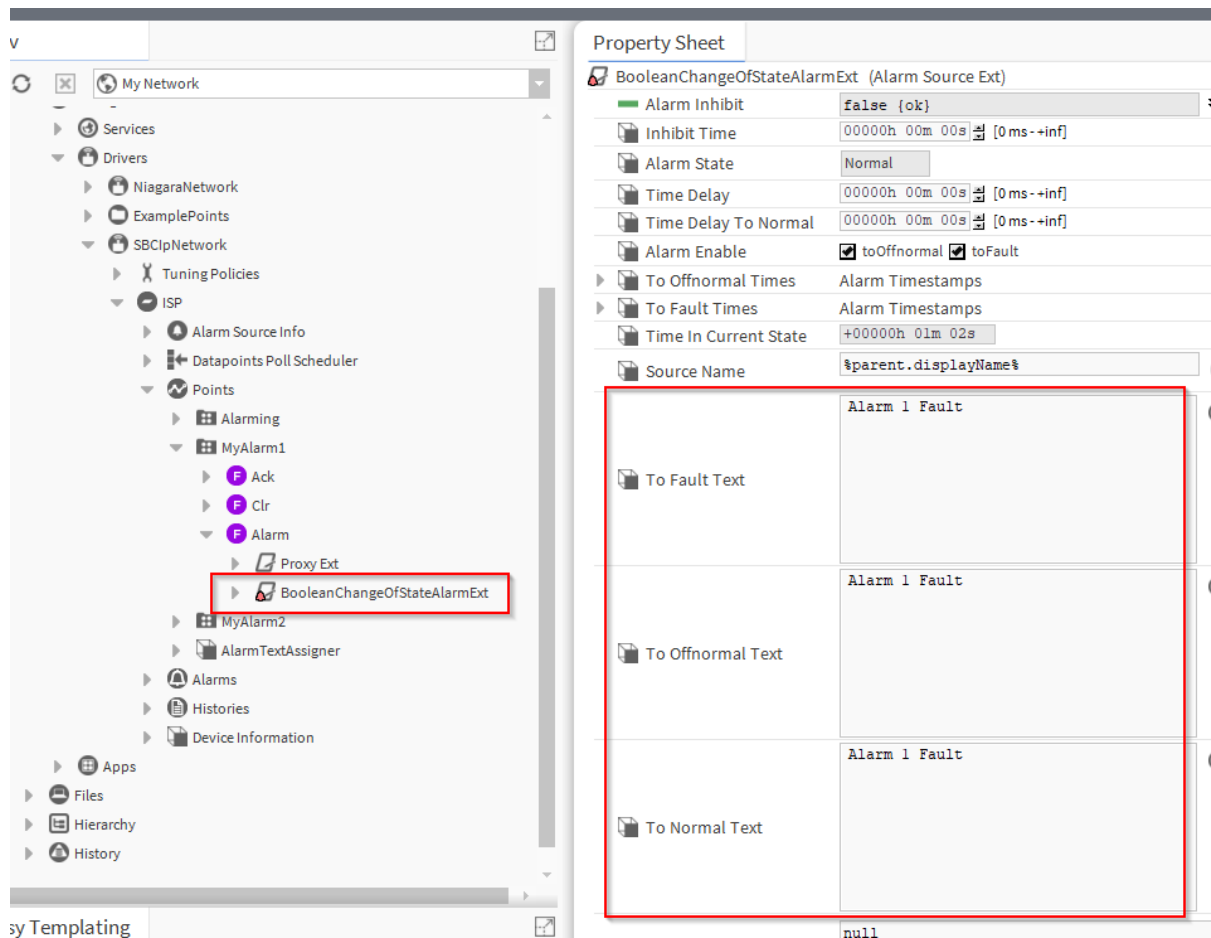 v
My Network
Services
Drivers
NiagaraNetwork
ExamplePoints
SBCIpNetwork
Tuning Policies
ISP
Alarm Source Info
Datapoints Poll Scheduler
Points
Alarming
MyAlarm1
Ack
Clr
Alarm
Proxy Ext
BooleanChangeOfStateAlarmExt
MyAlarm2
AlarmTextAssigner
Alarms
Histories
Device Information
Apps
Files
Hierarchy
History
sy Templating
Property Sheet
BooleanChangeOfStateAlarmExt (Alarm Source Ext)
Alarm Inhibit false {ok}
Inhibit Time 00000h 00m 00s [0 ms - +inf]
Alarm State Normal
Time Delay 00000h 00m 00s [0 ms - +inf]
Time Delay To Normal 00000h 00m 00s [0 ms - +inf]
Alarm Enable toOffnormal toFault
To Offnormal Times Alarm Timestamps
To Fault Times Alarm Timestamps
Time In Current State +00000h 01m 02s
Source Name %parent.displayName%
Alarm 1 Fault
To Fault Text
Alarm 1 Fault
To Offnormal Text
Alarm 1 Fault
To Normal Text
null